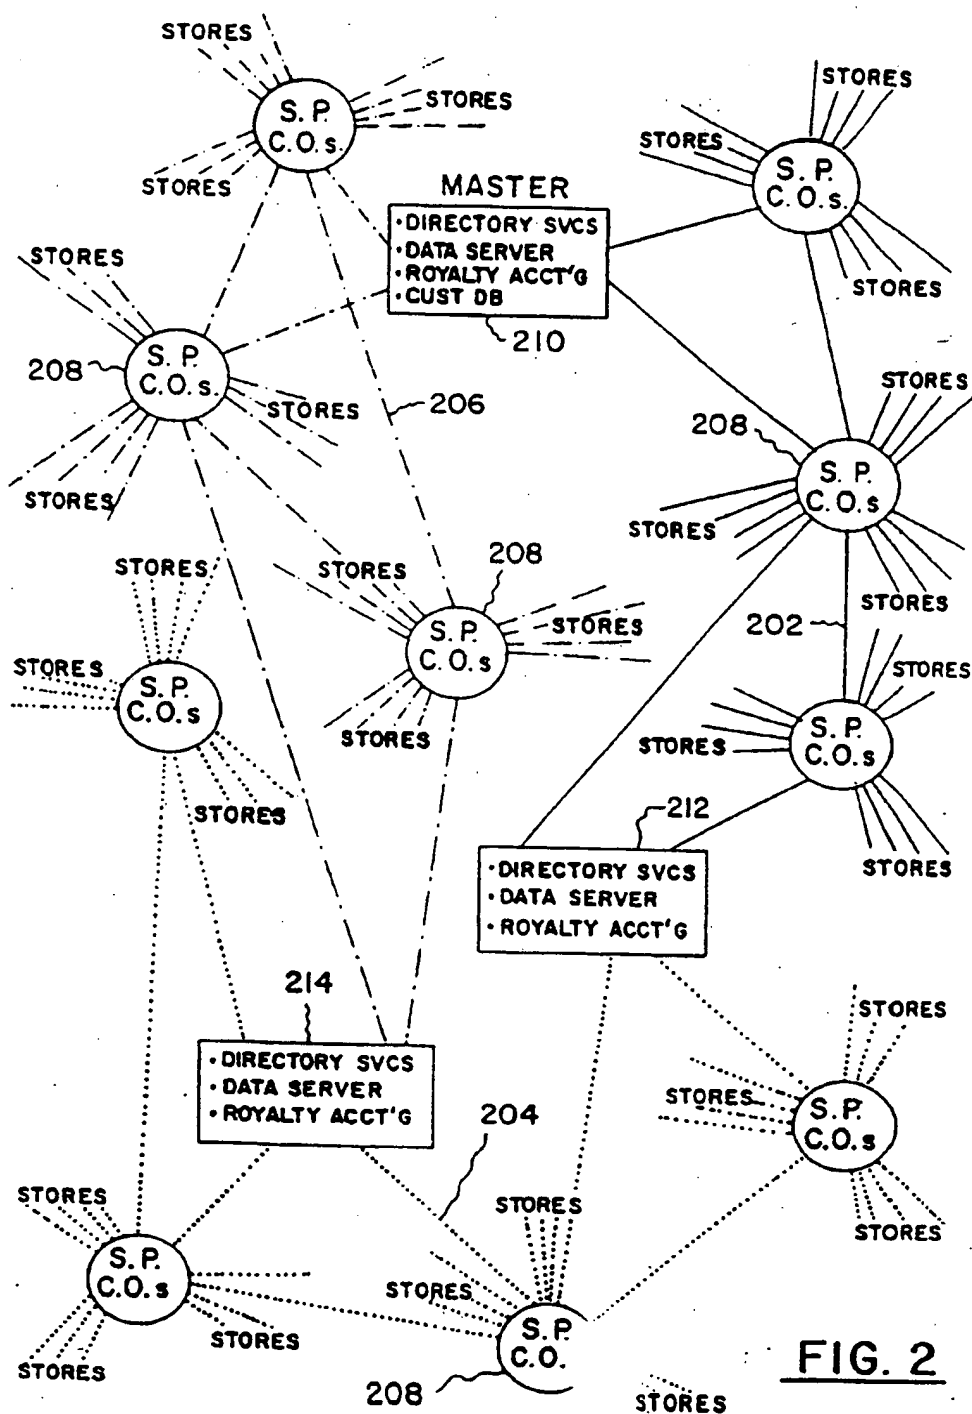 STORES
S. P.
C.O.s.
STORES
STORES
STORES
STORES
S. P.
C.O.s.
STORES
MASTER
•DIRECTORY SVCS
•DATA SERVER
•ROYALTY ACCT'G
•CUST DB
210
STORES
208
S. P.
C.O.s.
STORES
STORES
206
STORES
208
S. P.
C.O.s
STORES
STORES
STORES
S. P.
C.O.s
STORES
STORES
STORES
208
S. P.
C.O.s
STORES
STORES
202
STORES
S. P.
C.O.s
STORES
STORES
212
•DIRECTORY SVCS
•DATA SERVER
•ROYALTY ACCT'G
214
•DIRECTORY SVCS
•DATA SERVER
•ROYALTY ACCT'G
204
STORES
STORES
S. P.
C.O.s
STORES
STORES
S. P.
C.O.s
STORES
STORES
STORES
STORES
S. P.
C.O.
208
STORES
FIG. 2